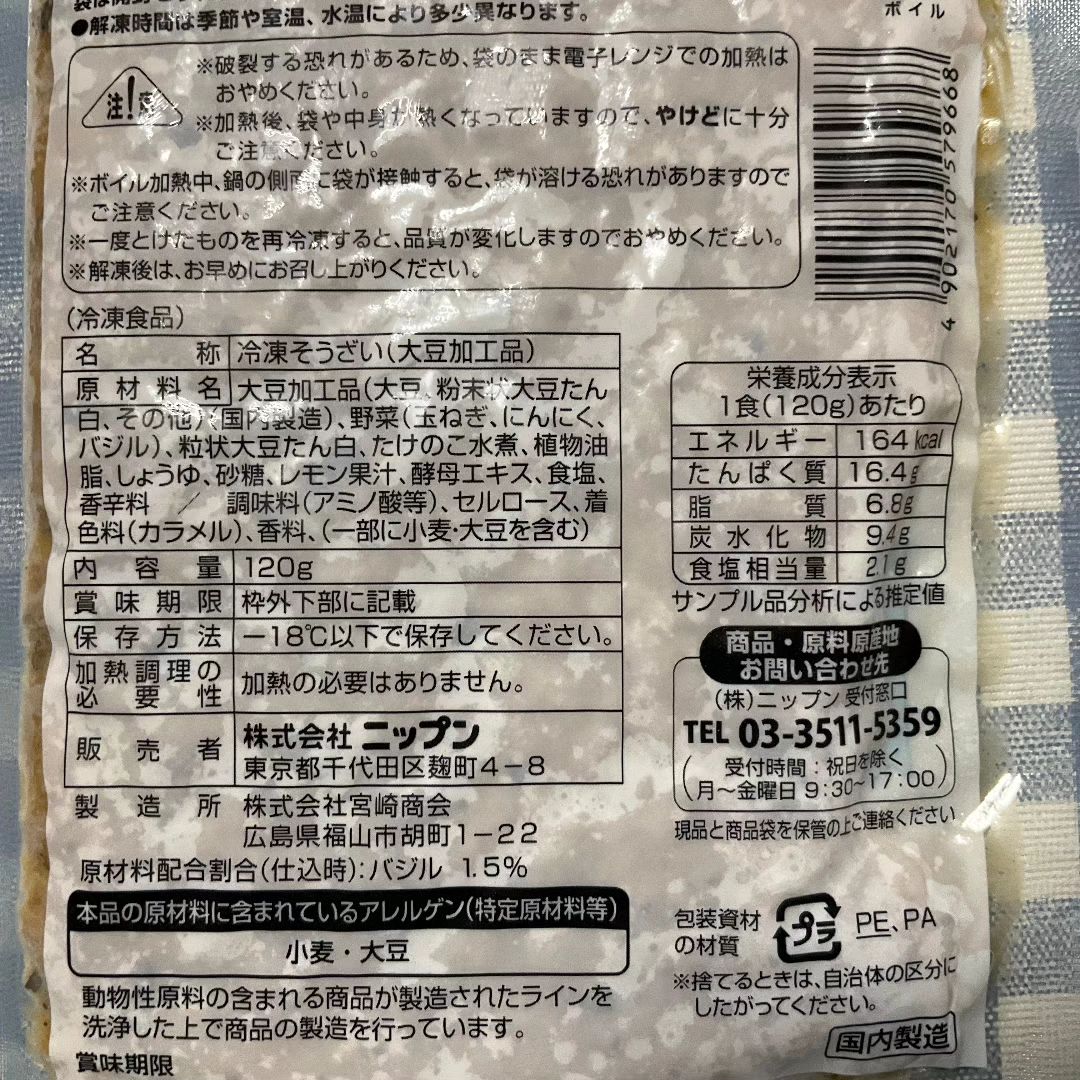 ●解凍時間は季節や室温、水温により多少異なります。
ボイル
注！意
※破裂する恐れがあるため、袋のまま電子レンジでの加熱は
おやめください。
※加熱後、袋や中身が熱くなっていますので、やけどに十分
ご注意ください。
※ボイル加熱中、鍋の側面に袋が接触すると、袋が溶ける恐れがありますので
ご注意ください。
※一度とけたものを再冷凍すると、品質が変化しますのでおやめください。
※解凍後は、お早めにお召し上がりください。
4 902170 579668
(冷凍食品)
名称 冷凍そうざい(大豆加工品)
原材料名 大豆加工品(大豆、粉末状大豆たん
白、その他)(国内製造)、野菜(玉ねぎ、にんにく、
バジル)、粒状大豆たん白、たけのこ水煮、植物油
脂、しょうゆ、砂糖、レモン果汁、酵母エキス、食塩、
香辛料 / 調味料(アミノ酸等)、セルロース、着
色料(カラメル)、香料、(一部に小麦・大豆を含む)
内容量 120g
賞味期限 枠外下部に記載
保存方法 −18℃以下で保存してください。
加熱調理の
必要性 加熱の必要はありません。
販売者 株式会社 ニップン
東京都千代田区麹町4−8
製造所 株式会社宮崎商会
広島県福山市胡町1−22
原材料配合割合(仕込時):バジル 1.5%
本品の原材料に含まれているアレルゲン(特定原材料等)
小麦・大豆
動物性原料の含まれる商品が製造されたラインを
洗浄した上で商品の製造を行っています。
賞味期限
栄養成分表示
1食(120g)あたり
エネルギー 164kcal
たんぱく質 16.4g
脂質 6.8g
炭水化物 9.4g
食塩相当量 2.1g
サンプル品分析による推定値
商品・原料原産地
お問い合わせ先
(株)ニップン 受付窓口
TEL 03-3511-5359
受付時間:祝日を除く
月〜金曜日 9:30〜17:00
現品と商品袋を保管の上ご連絡ください
包装資材
の材質
プラ
PE、PA
※捨てるときは、自治体の区分に
したがってください。
国内製造